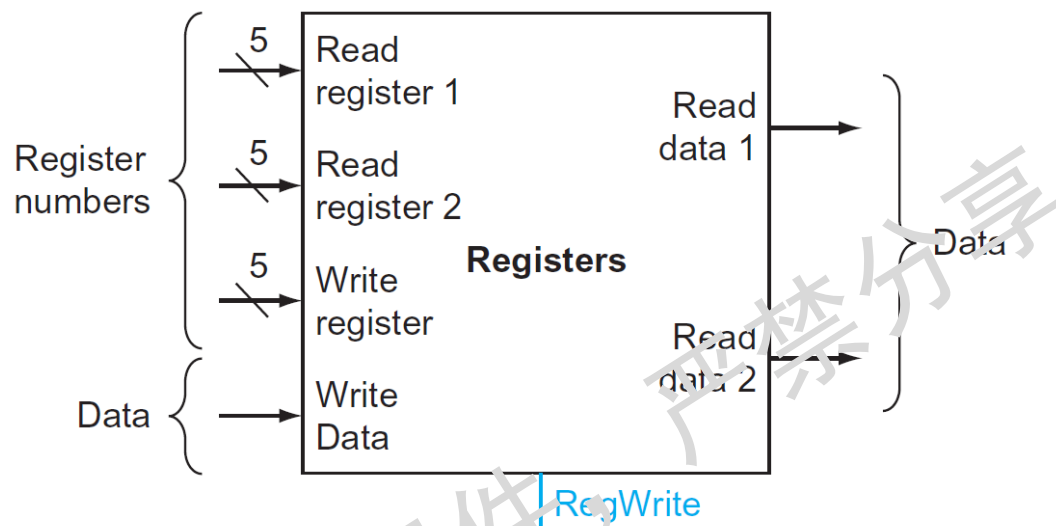 Register
numbers
Data
5
Read
register 1
5
Read
register 2
5
Write
register
Write
Data
Registers
Read
data 1
Read
data 2
Data
RegWrite
严禁分享
件，